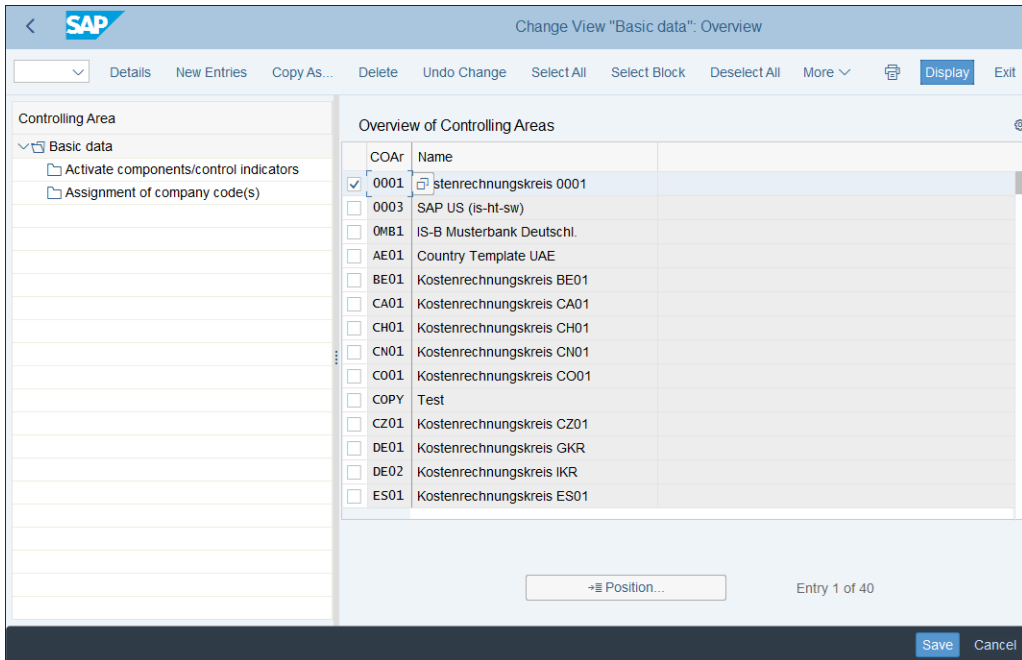 SAP Change View "Basic data": Overview
Details New Entries Copy As... Delete Undo Change Select All Select Block Deselect All More Display Exit
Controlling Area
Basic data
Activate components/control indicators
Assignment of company code(s)
Overview of Controlling Areas
COAr Name
0001 stenrechnungskreis 0001
0003 SAP US (is-ht-sw)
0MB1 IS-B Musterbank Deutschl.
AE01 Country Template UAE
BE01 Kostenrechnungskreis BE01
CA01 Kostenrechnungskreis CA01
CH01 Kostenrechnungskreis CH01
CN01 Kostenrechnungskreis CN01
CO01 Kostenrechnungskreis CO01
COPY Test
CZ01 Kostenrechnungskreis CZ01
DE01 Kostenrechnungskreis GKR
DE02 Kostenrechnungskreis IKR
ES01 Kostenrechnungskreis ES01
Position... Entry 1 of 40
Save Cancel